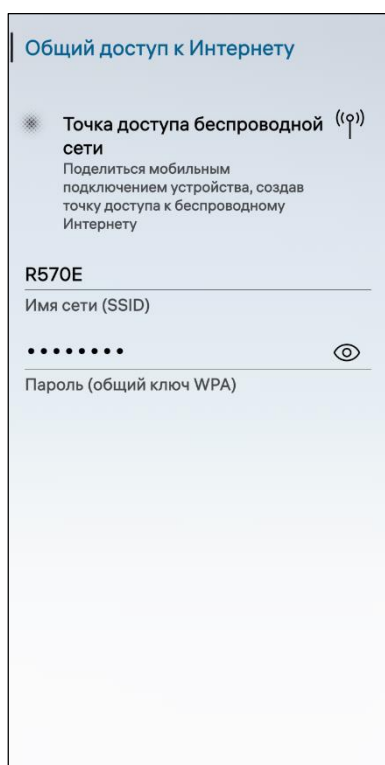 Общий доступ к Интернету
Точка доступа беспроводной
сети
Поделиться мобильным
подключением устройства, создав
точку доступа к беспроводному
Интернету
R570E
Имя сети (SSID)
••••••••
Пароль (общий ключ WPA)